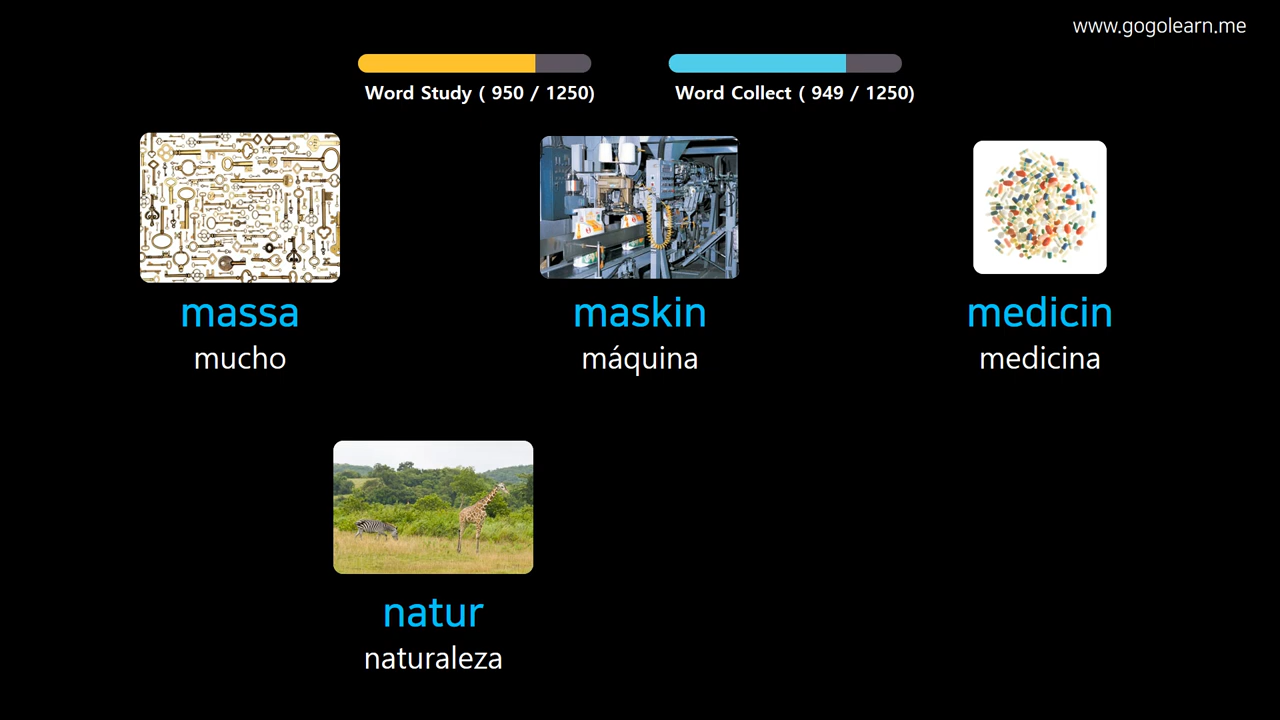 www.gogolearn.me
Word Study ( 950 / 1250)
Word Collect ( 949 / 1250)
massa
mucho
maskin
máquina
medicin
medicina
natur
naturaleza